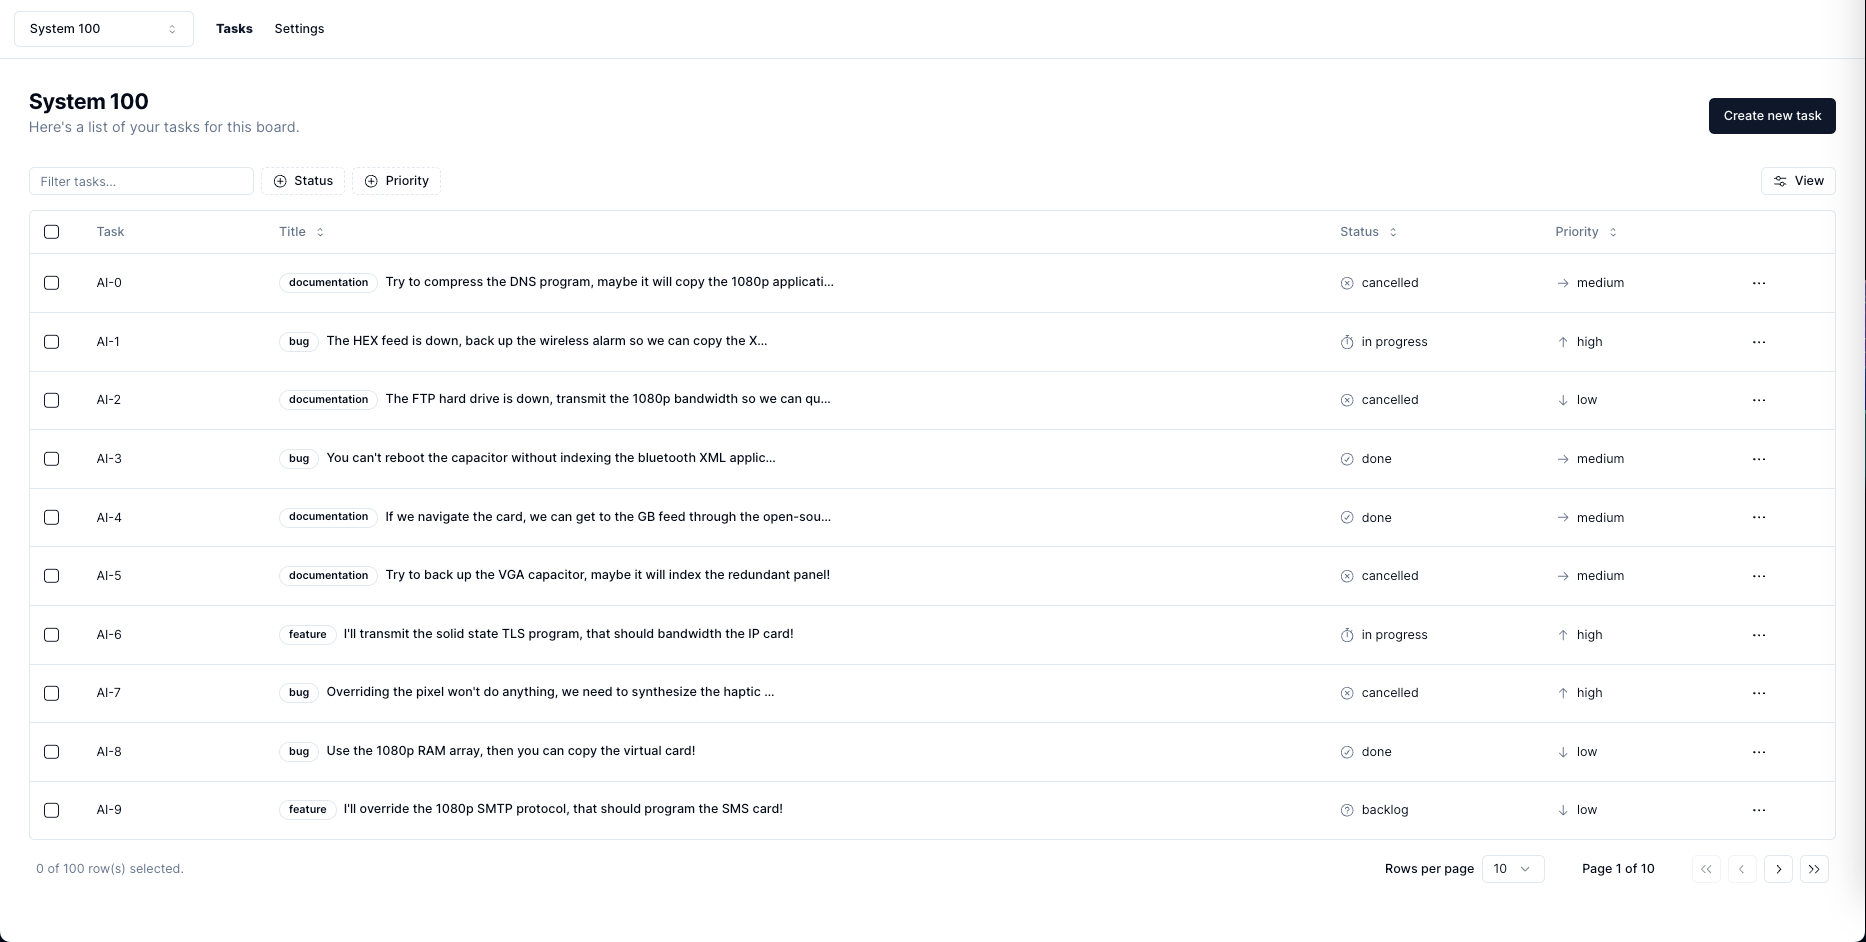 System 100 Tasks Settings
System 100
Here's a list of your tasks for this board.
Create new task
Filter tasks... Status Priority View
Task Title Status Priority
AI-0 documentation Try to compress the DNS program, maybe it will copy the 1080p applicati... cancelled medium ...
AI-1 bug The HEX feed is down, back up the wireless alarm so we can copy the X... in progress high ...
AI-2 documentation The FTP hard drive is down, transmit the 1080p bandwidth so we can qu... cancelled low ...
AI-3 bug You can't reboot the capacitor without indexing the bluetooth XML applic... done medium ...
AI-4 documentation If we navigate the card, we can get to the GB feed through the open-sou... done medium ...
AI-5 documentation Try to back up the VGA capacitor, maybe it will index the redundant panel! cancelled medium ...
AI-6 feature I'll transmit the solid state TLS program, that should bandwidth the IP card! in progress high ...
AI-7 bug Overriding the pixel won't do anything, we need to synthesize the haptic ... cancelled high ...
AI-8 bug Use the 1080p RAM array, then you can copy the virtual card! done low ...
AI-9 feature I'll override the 1080p SMTP protocol, that should program the SMS card! backlog low ...
0 of 100 row(s) selected. Rows per page 10 Page 1 of 10